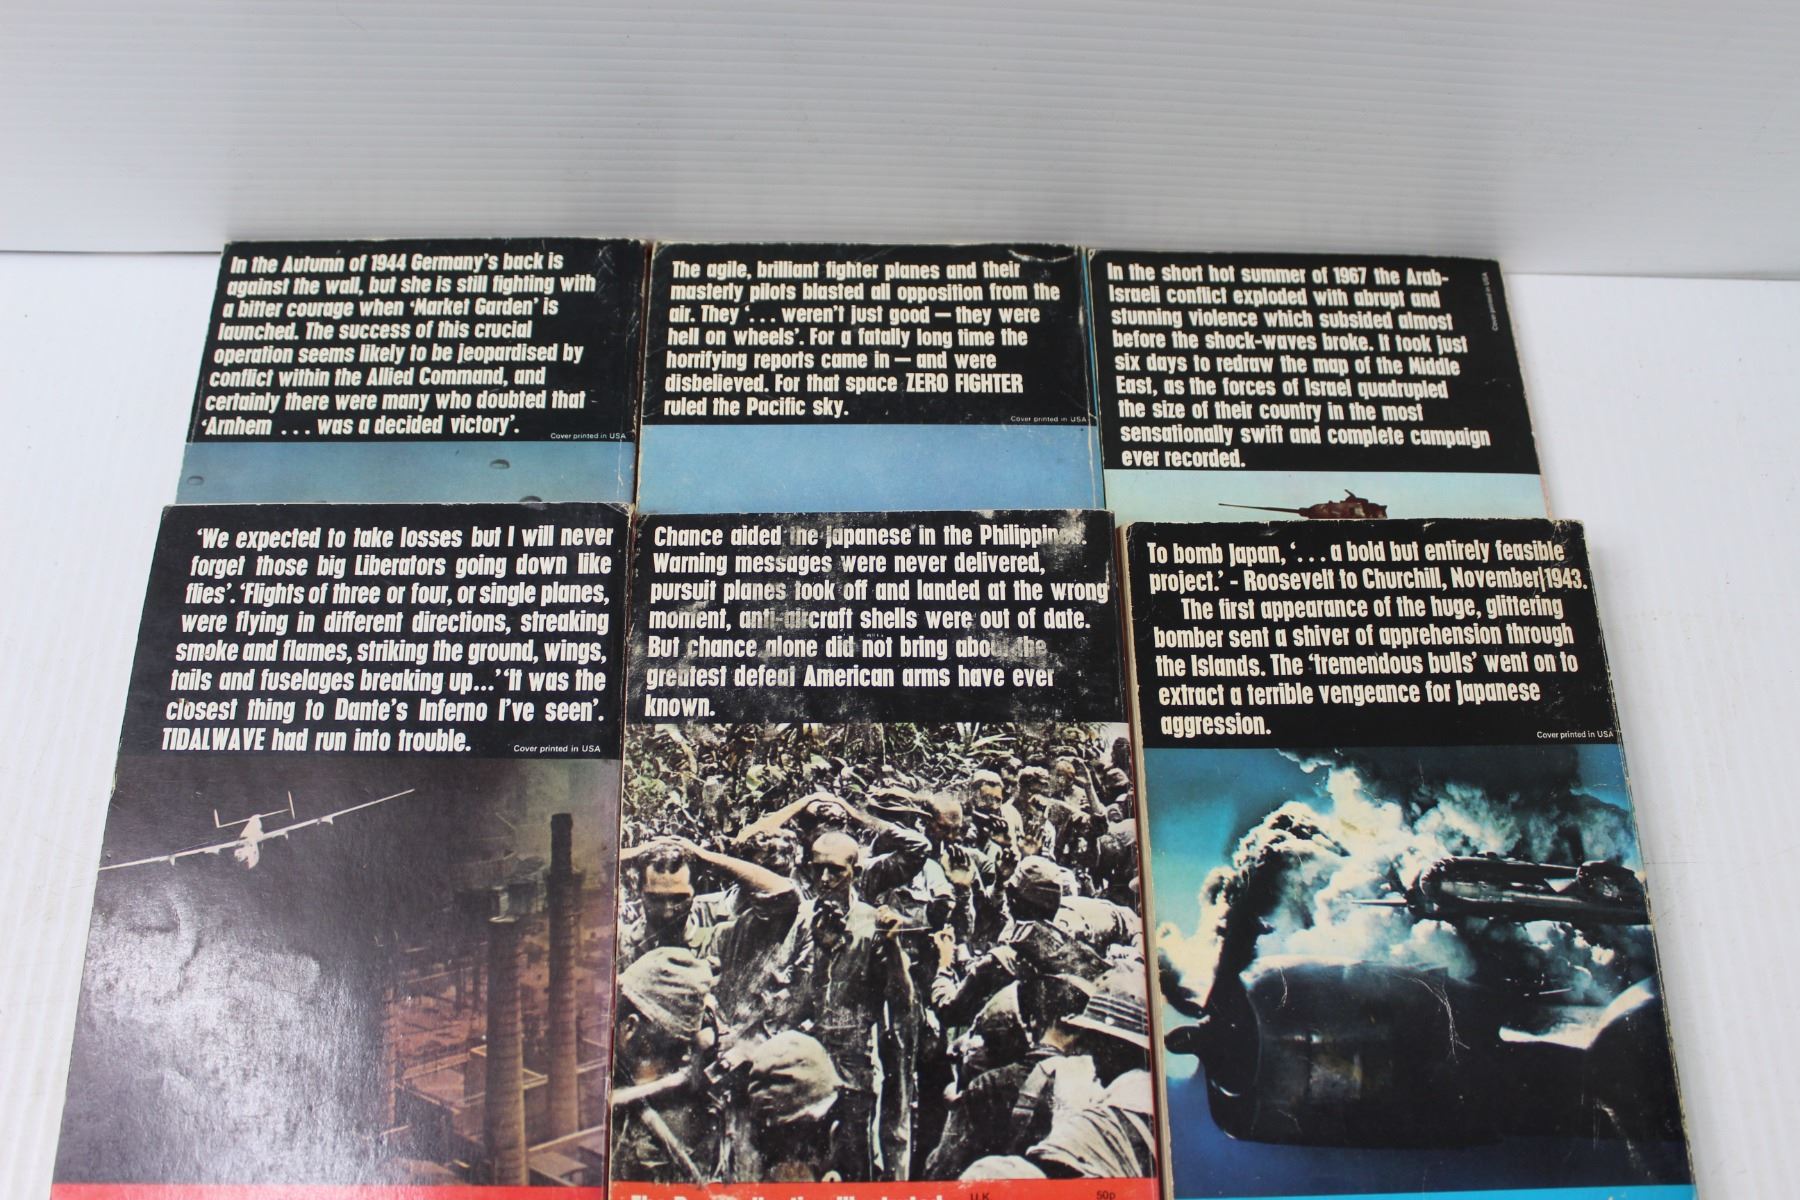 In the Autumn of 1944 Germany's back is
against the wall, but she is still fighting with
a bitter courage when 'Market Garden' is
launched. The success of this crucial
operation seems likely to be jeopardised by
conflict within the Allied Command, and
certainly there were many who doubted that
'Arnhem ... was a decided victory'.
Cover printed in USA
The agile, brilliant fighter planes and their
masterly pilots blasted all opposition from the
air. They '... weren't just good — they were
hell on wheels'. For a fatally long time the
horrifying reports came in — and were
disbelieved. For that space ZERO FIGHTER
ruled the Pacific sky.
Cover printed in USA
In the short hot summer of 1967 the Arab-
Israeli conflict exploded with abrupt and
stunning violence which subsided almost
before the shock-waves broke. It took just
six days to redraw the map of the Middle
East, as the forces of Israel quadrupled
the size of their country in the most
sensationally swift and complete campaign
ever recorded.
Cover printed in USA
'We expected to take losses but I will never
forget those big Liberators going down like
flies'. 'Flights of three or four, or single planes,
were flying in different directions, streaking
smoke and flames, striking the ground, wings,
tails and fuselages breaking up...' 'It was the
closest thing to Dante's Inferno I've seen'.
TIDALWAVE had run into trouble.
Cover printed in USA
Chance aided the Japanese in the Philippines.
Warning messages were never delivered,
pursuit planes took off and landed at the wrong
moment, anti-aircraft shells were out of date.
But chance alone did not bring about the
greatest defeat American arms have ever
known.
U.K.
50p
To bomb Japan, '... a bold but entirely feasible
project.' - Roosevelt to Churchill, November 1943.
The first appearance of the huge, glittering
bomber sent a shiver of apprehension through
the Islands. The 'tremendous bulls' went on to
extract a terrible vengeance for Japanese
aggression.
Cover printed in USA